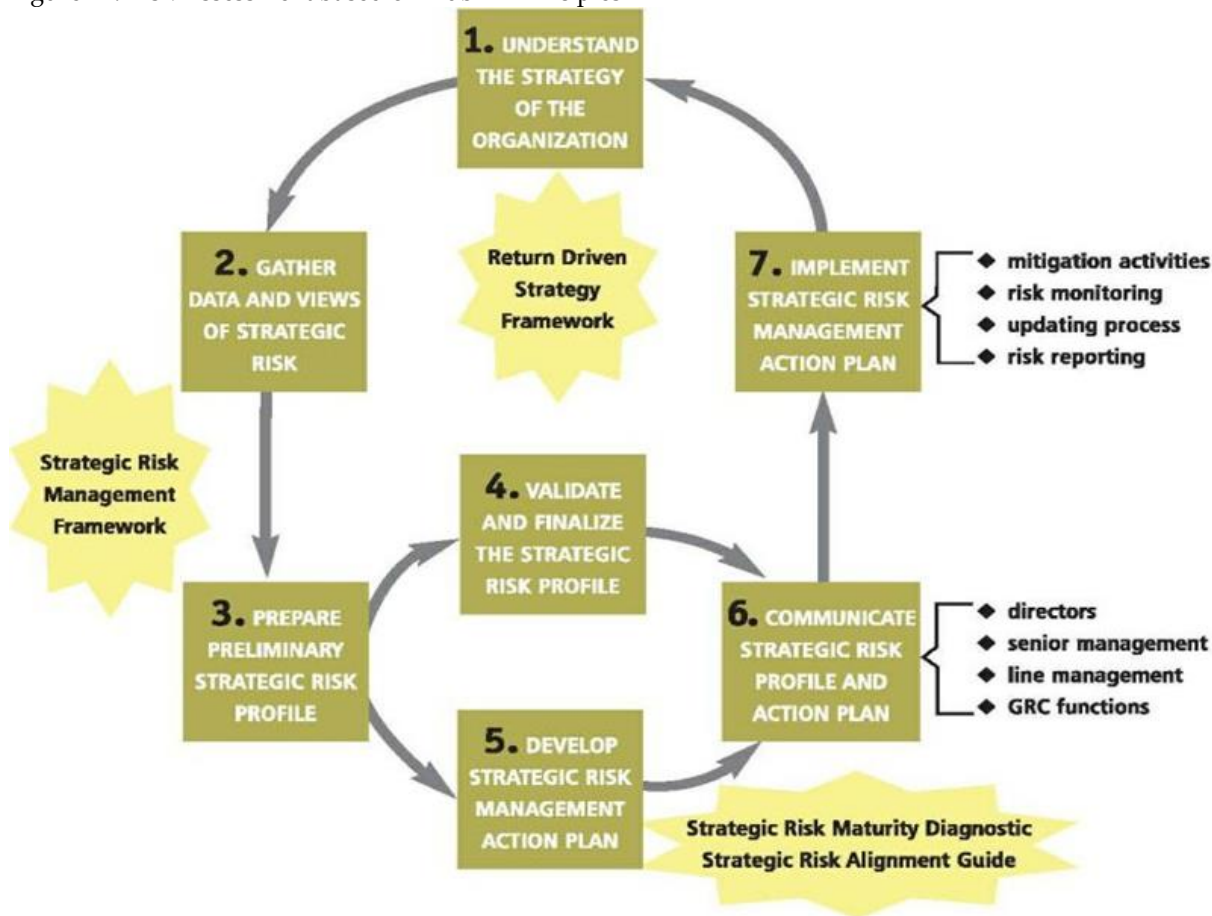 1. UNDERSTAND
THE STRATEGY
OF THE
ORGANIZATION
2. GATHER
DATA AND VIEWS
OF STRATEGIC
RISK
Return Driven
Strategy
Framework
7. IMPLEMENT
STRATEGIC RISK
MANAGEMENT
ACTION PLAN
◆ mitigation activities
◆ risk monitoring
◆ updating process
◆ risk reporting
Strategic Risk
Management
Framework
4. VALIDATE
AND FINALIZE
THE STRATEGIC
RISK PROFILE
3. PREPARE
PRELIMINARY
STRATEGIC RISK
PROFILE
6. COMMUNICATE
STRATEGIC RISK
PROFILE AND
ACTION PLAN
◆ directors
◆ senior management
◆ line management
◆ GRC functions
5. DEVELOP
STRATEGIC RISK
MANAGEMENT
ACTION PLAN
Strategic Risk Maturity Diagnostic
Strategic Risk Alignment Guide